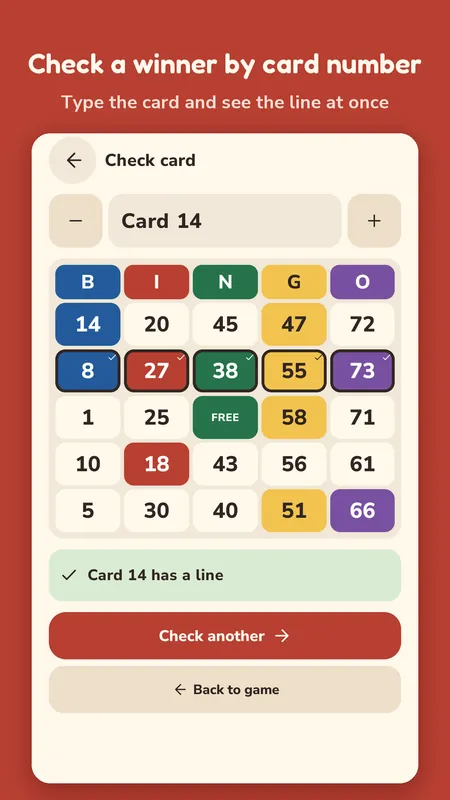 Check a winner by card number
Type the card and see the line at once
← Check card
− Card 14 +
B I N G O
14 20 45 47 72
8 27 38 55 73
1 25 FREE 58 71
10 18 43 56 61
5 30 40 51 66
✓ Card 14 has a line
Check another →
← Back to game